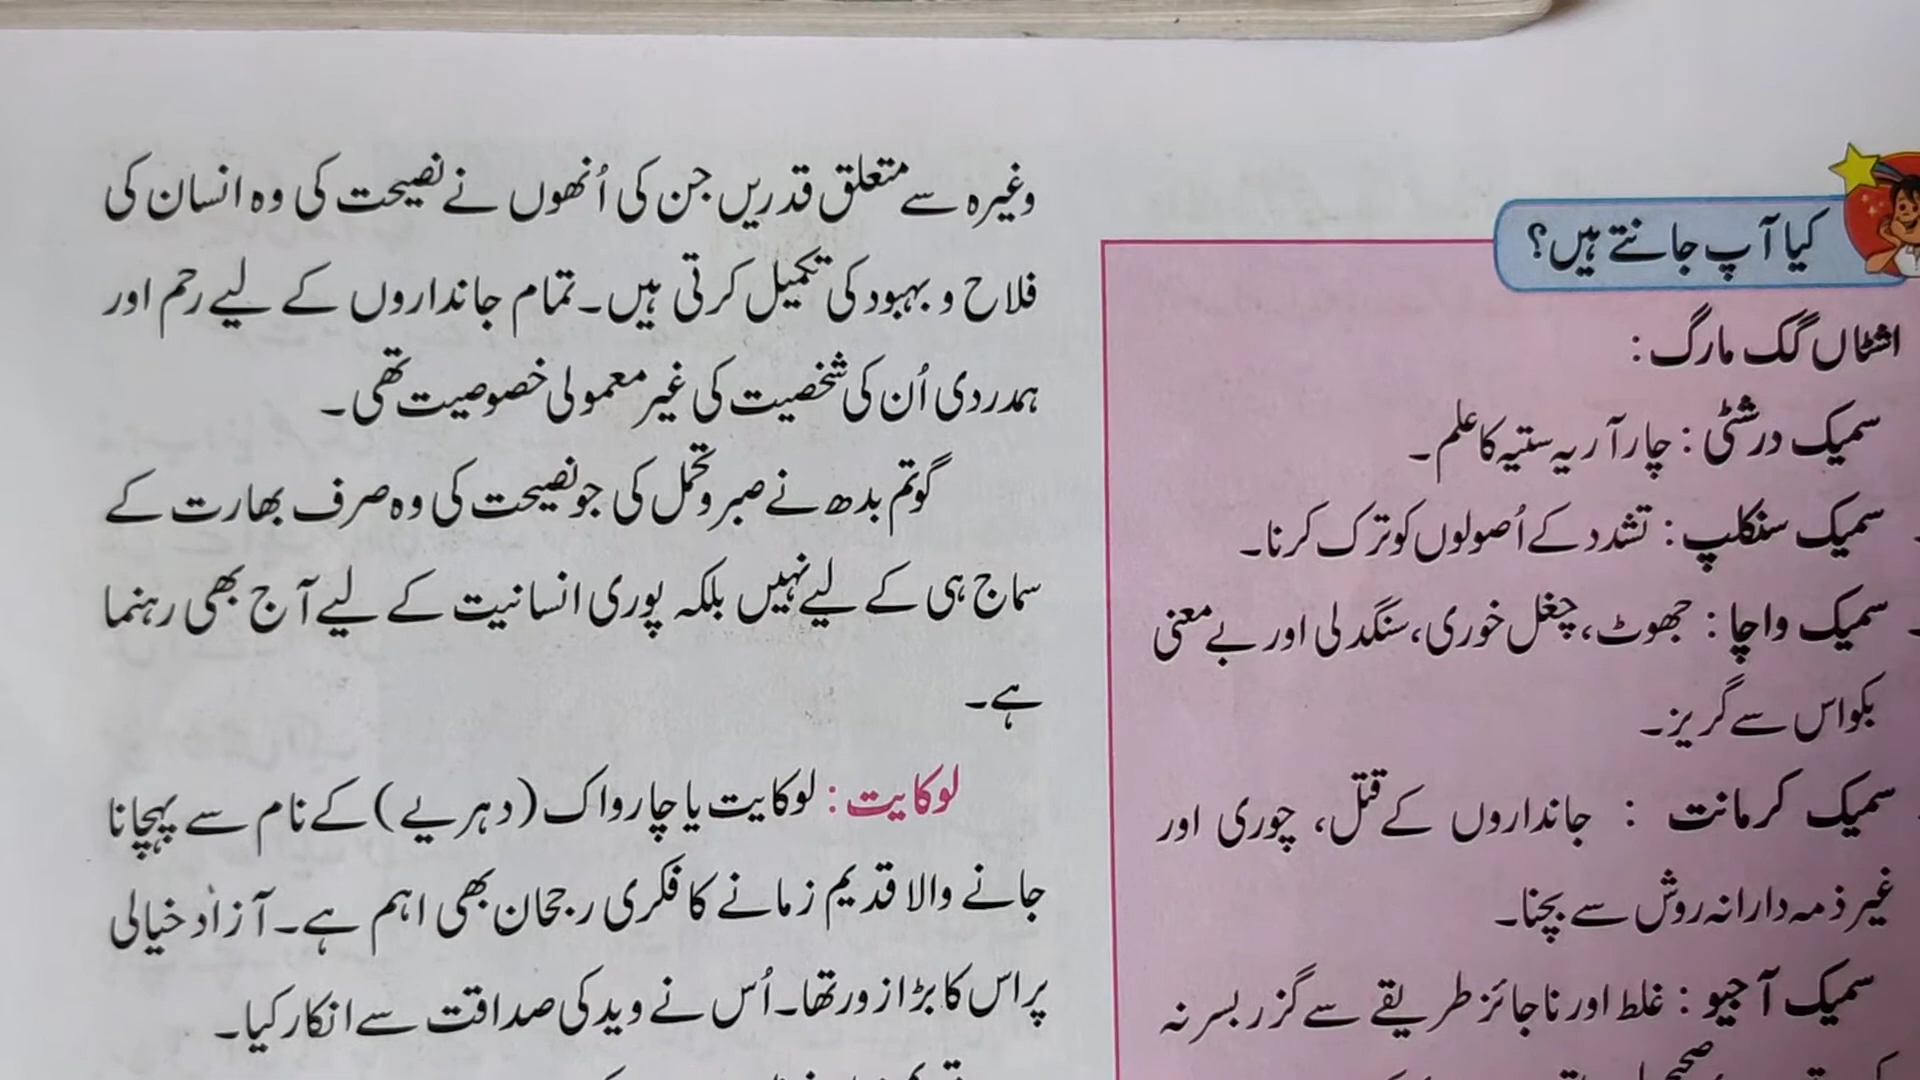 کیا آپ جانتے ہیں؟
اشٹاں گک مارگ :
سمیک درشٹی : چار آریہ ستیہ کا علم۔
سمیک سنکلپ : تشدد کے اُصولوں کو ترک کرنا۔
سمیک واچا : جھوٹ، چغل خوری، سنگدلی اور بے معنی
بکواس سے گریز۔
سمیک کرمانت : جانداروں کے قتل، چوری اور
غیر ذمہ دارانہ روش سے بچنا۔
سمیک آجیو : غلط اور ناجائز طریقے سے گزر بسر نہ
وغیرہ سے متعلق قدریں جن کی اُنھوں نے نصیحت کی وہ انسان کی
فلاح و بہبود کی تکمیل کرتی ہیں۔ تمام جانداروں کے لیے رحم اور
ہمدردی اُن کی شخصیت کی غیر معمولی خصوصیت تھی۔
گوتم بدھ نے صبر و تحمل کی جو نصیحت کی وہ صرف بھارت کے
سماج ہی کے لیے نہیں بلکہ پوری انسانیت کے لیے آج بھی رہنما
ہے۔
لوکایت : لوکایت یا چارواک (دہریے) کے نام سے پہچانا
جانے والا قدیم زمانے کا فکری رجحان بھی اہم ہے۔ آزاد خیالی
پر اس کا بڑا زور تھا۔ اُس نے وید کی صداقت سے انکار کیا۔